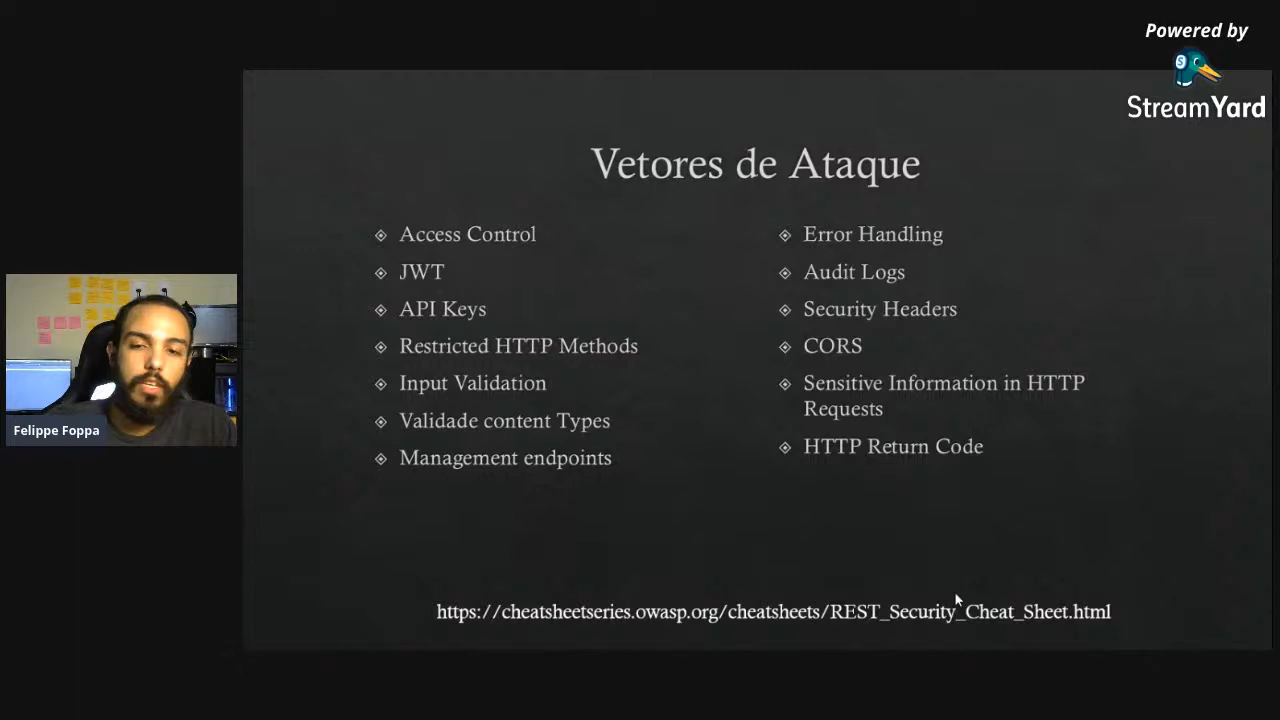 Powered by
StreamYard
Vetores de Ataque
Access Control
JWT
API Keys
Restricted HTTP Methods
Input Validation
Validade content Types
Management endpoints
Error Handling
Audit Logs
Security Headers
CORS
Sensitive Information in HTTP
Requests
HTTP Return Code
https://cheatsheetseries.owasp.org/cheatsheets/REST_Security_Cheat_Sheet.html
Felippe Foppa